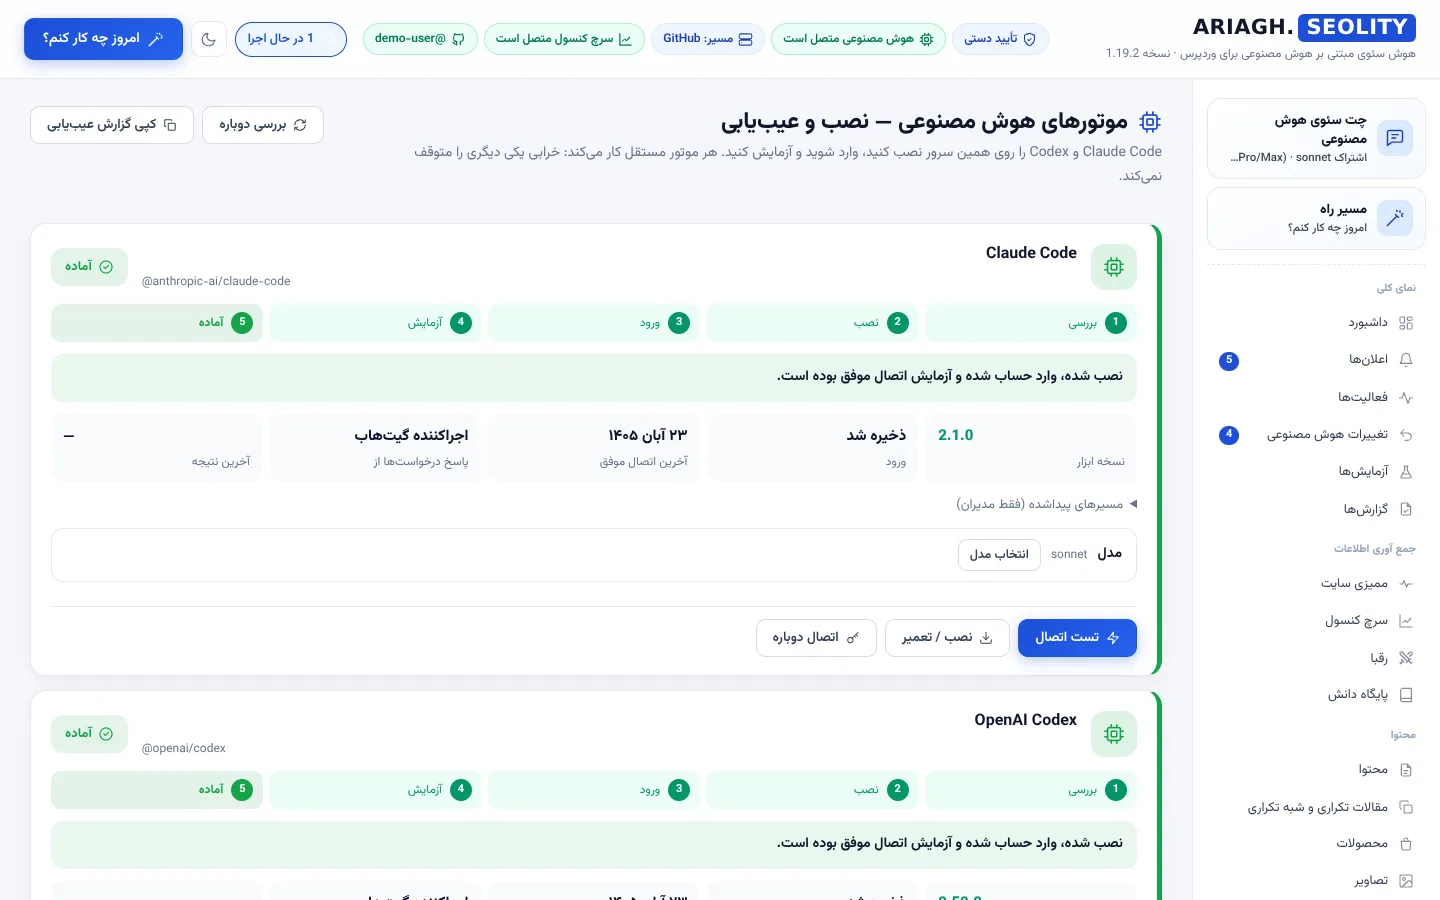 ARIAGH. SEOLITY
هوش سئوی مبتنی بر هوش مصنوعی برای وردپرس · نسخه 1.19.2
تأیید دستی
هوش مصنوعی متصل است
مسیر: GitHub
سرچ کنسول متصل است
@demo-user
1 در حال اجرا
امروز چه کار کنم؟
چت سئوی هوش مصنوعی
اشتراک Pro/Max) · sonnet…
مسیر راه
امروز چه کار کنم؟
نمای کلی
داشبورد
اعلان‌ها
5
فعالیت‌ها
تغییرات هوش مصنوعی
4
آزمایش‌ها
گزارش‌ها
جمع آوری اطلاعات
ممیزی سایت
سرچ کنسول
رقبا
پایگاه دانش
محتوا
محتوا
مقالات تکراری و شبه تکراری
محصولات
تصاویر
موتورهای هوش مصنوعی — نصب و عیب‌یابی
Claude Code و Codex را روی همین سرور نصب کنید، وارد شوید و آزمایش کنید. هر موتور مستقل کار می‌کند: خرابی یکی دیگری را متوقف
نمی‌کند.
بررسی دوباره
کپی گزارش عیب‌یابی
Claude Code
@anthropic-ai/claude-code
آماده
1 بررسی
2 نصب
3 ورود
4 آزمایش
5 آماده
نصب شده، وارد حساب شده و آزمایش اتصال موفق بوده است.
2.1.0
نسخه ابزار
ذخیره شد
ورود
۲۳ آبان ۱۴۰۵
آخرین اتصال موفق
اجراکننده گیت‌هاب
پاسخ درخواست‌ها از
—
آخرین نتیجه
مسیرهای پیداشده (فقط مدیران)
مدل sonnet انتخاب مدل
تست اتصال
نصب / تعمیر
اتصال دوباره
OpenAI Codex
@openai/codex
آماده
1 بررسی
2 نصب
3 ورود
4 آزمایش
5 آماده
نصب شده، وارد حساب شده و آزمایش اتصال موفق بوده است.